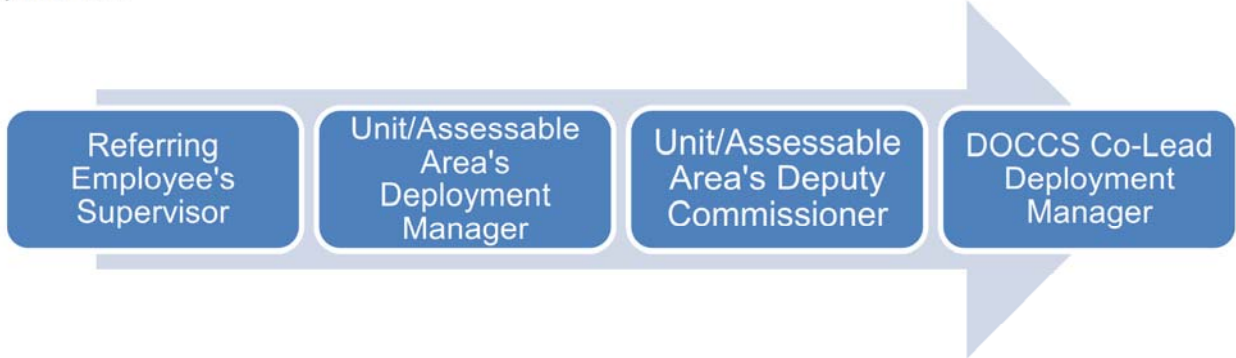 Referring
Employee's
Supervisor
Unit/Assessable
Area's
Deployment
Manager
Unit/Assessable
Area's Deputy
Commissioner
DOCCS Co-Lead
Deployment
Manager